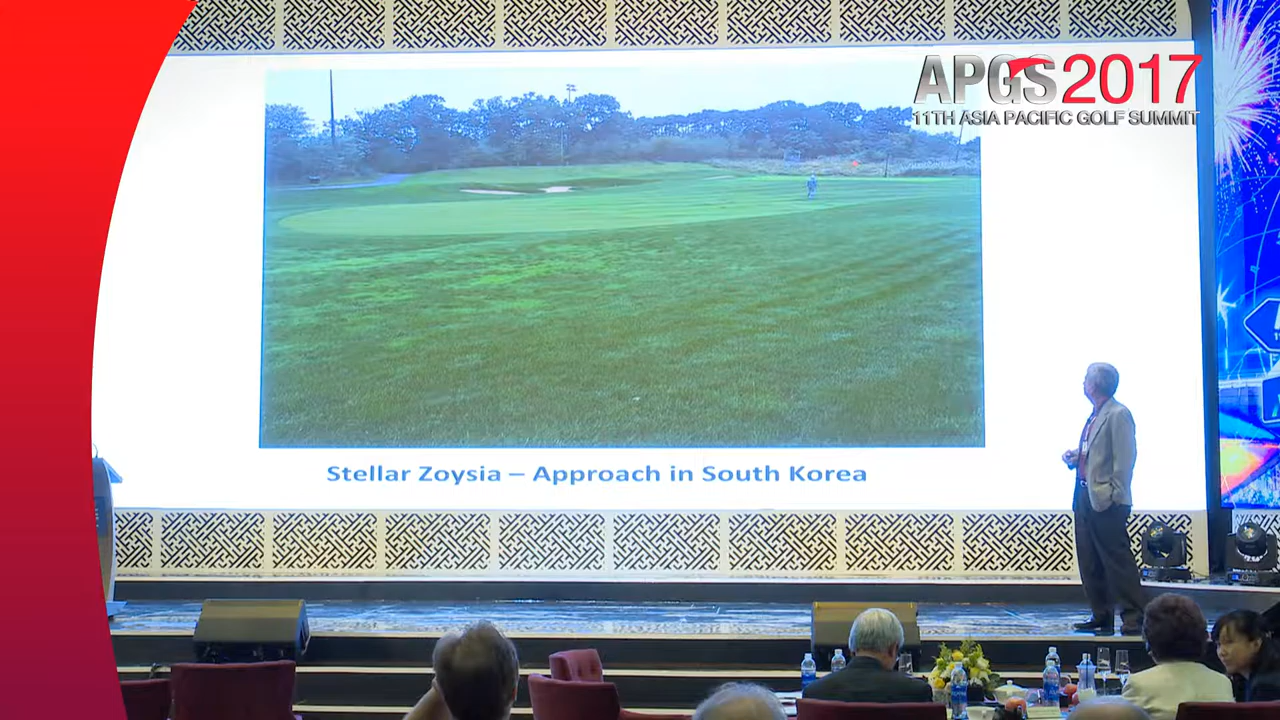 APGS2017
11TH ASIA PACIFIC GOLF SUMMIT
Stellar Zoysia – Approach in South Korea